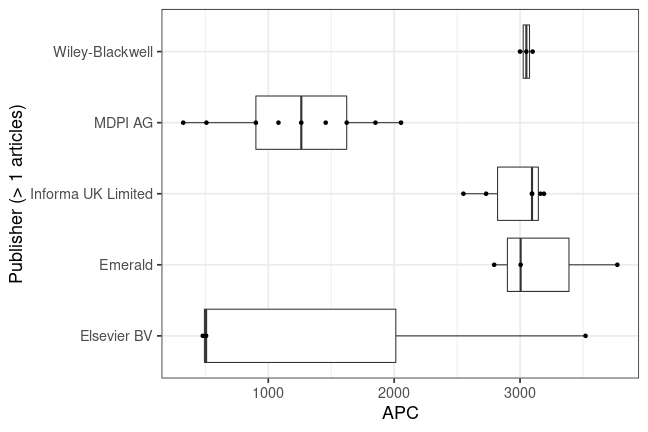 Publisher (> 1 articles)
Wiley-Blackwell
MDPI AG
Informa UK Limited
Emerald
Elsevier BV
1000 2000 3000
APC